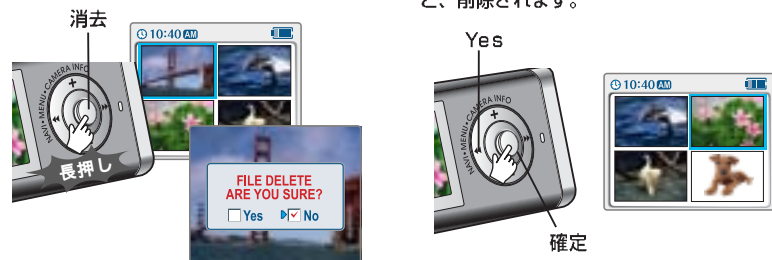 消去
10:40 AM
NAVI•MENU•CAMERA INFO
長押し
FILE DELETE
ARE YOU SURE?
Yes No
と、削除されます。
Yes
NAVI•MENU•CAMERA INFO
確定
10:40 AM